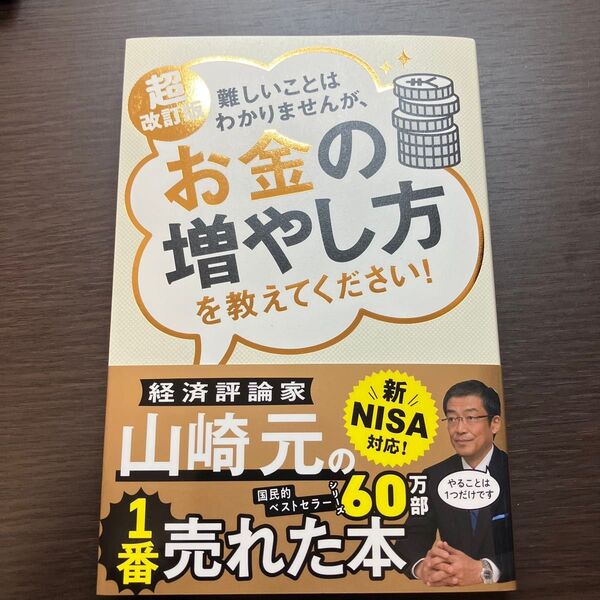 超
改訂版
難しいことは
わかりませんが、
お金の
増やし方
を教えてください!
経済評論家
山崎元の
新
NISA
対応!
国民的
ベストセラー
シリーズ
60万部
1番
売れた本
やることは
1つだけです